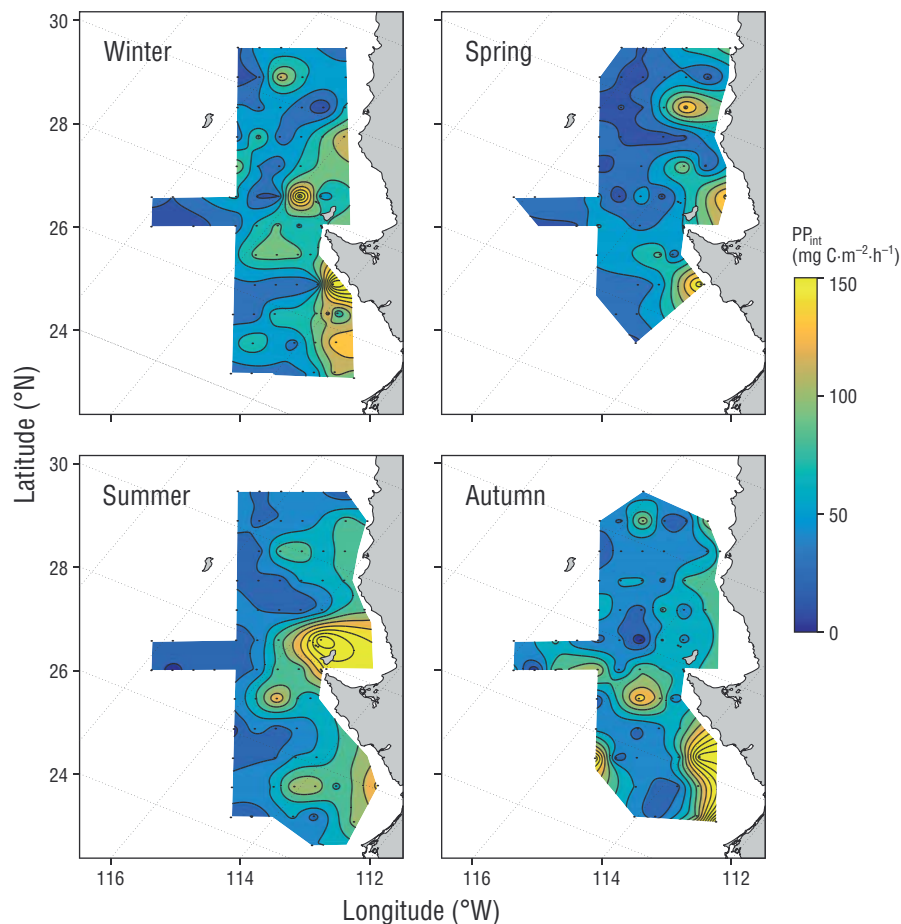 30
28
26
24
Winter
Spring
PP_int
(mg C·m⁻²·h⁻¹)
150
100
50
0
Latitude (°N)
30
28
26
24
Summer
Autumn
116
114
112
116
114
112
Longitude (°W)